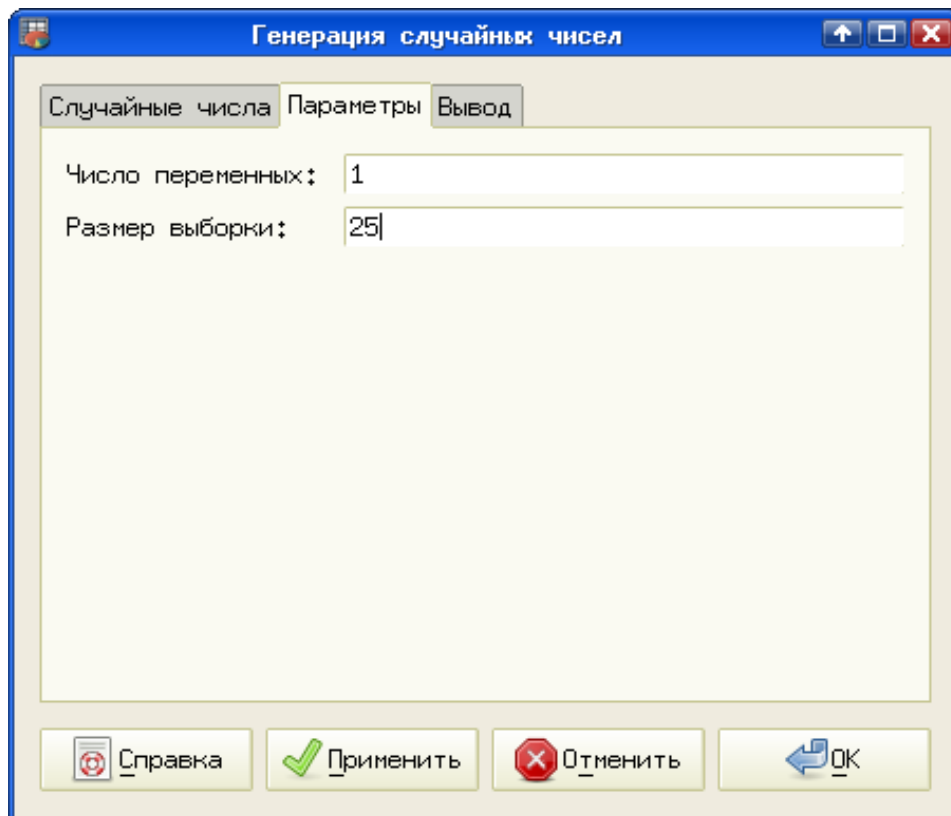 Генерация случайных чисел
Случайные числа Параметры Вывод
Число переменных: 1
Размер выборки: 25
Справка Применить Отменить OK